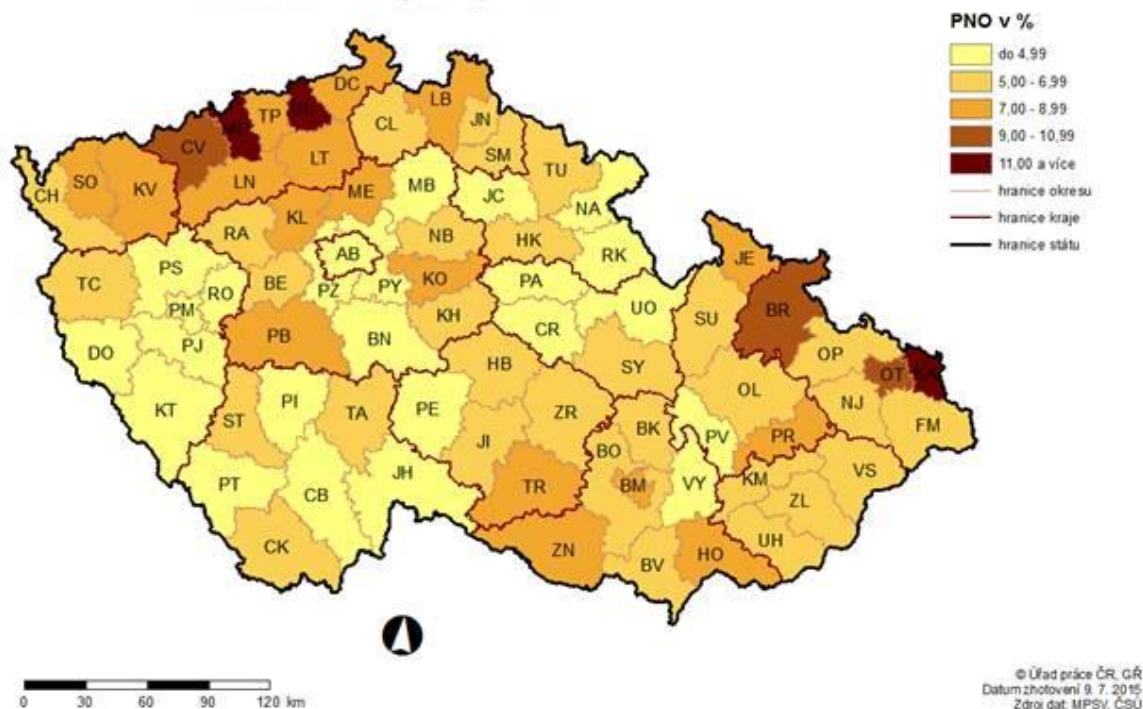 PNO v %
do 4,99
5,00 - 6,99
7,00 - 8,99
9,00 - 10,99
11,00 a více
hranice okresu
hranice kraje
hranice státu
DC
TP
LB
CV
CL
JN
LT
SM
SO
KV
LN
TU
CH
ME
MB
JC
KL
NA
RA
NB
HK
AB
RK
PS
TC
BE
KO
JE
RO
PZ
PY
PA
UO
PM
KH
BR
PB
BN
CR
SU
DO
PJ
OP
HB
SY
OT
OL
KT
PI
PE
NJ
ST
TA
ZR
FM
BK
PV
PR
JI
BO
VS
JH
KM
PT
CB
TR
BM
VY
ZL
CK
UH
ZN
HO
BV
0 30 60 90 120 km
© Úřad práce ČR, GŘ
Datum zhotovení 9. 7. 2015
Zdroj dat: MPSV, ČSÚ